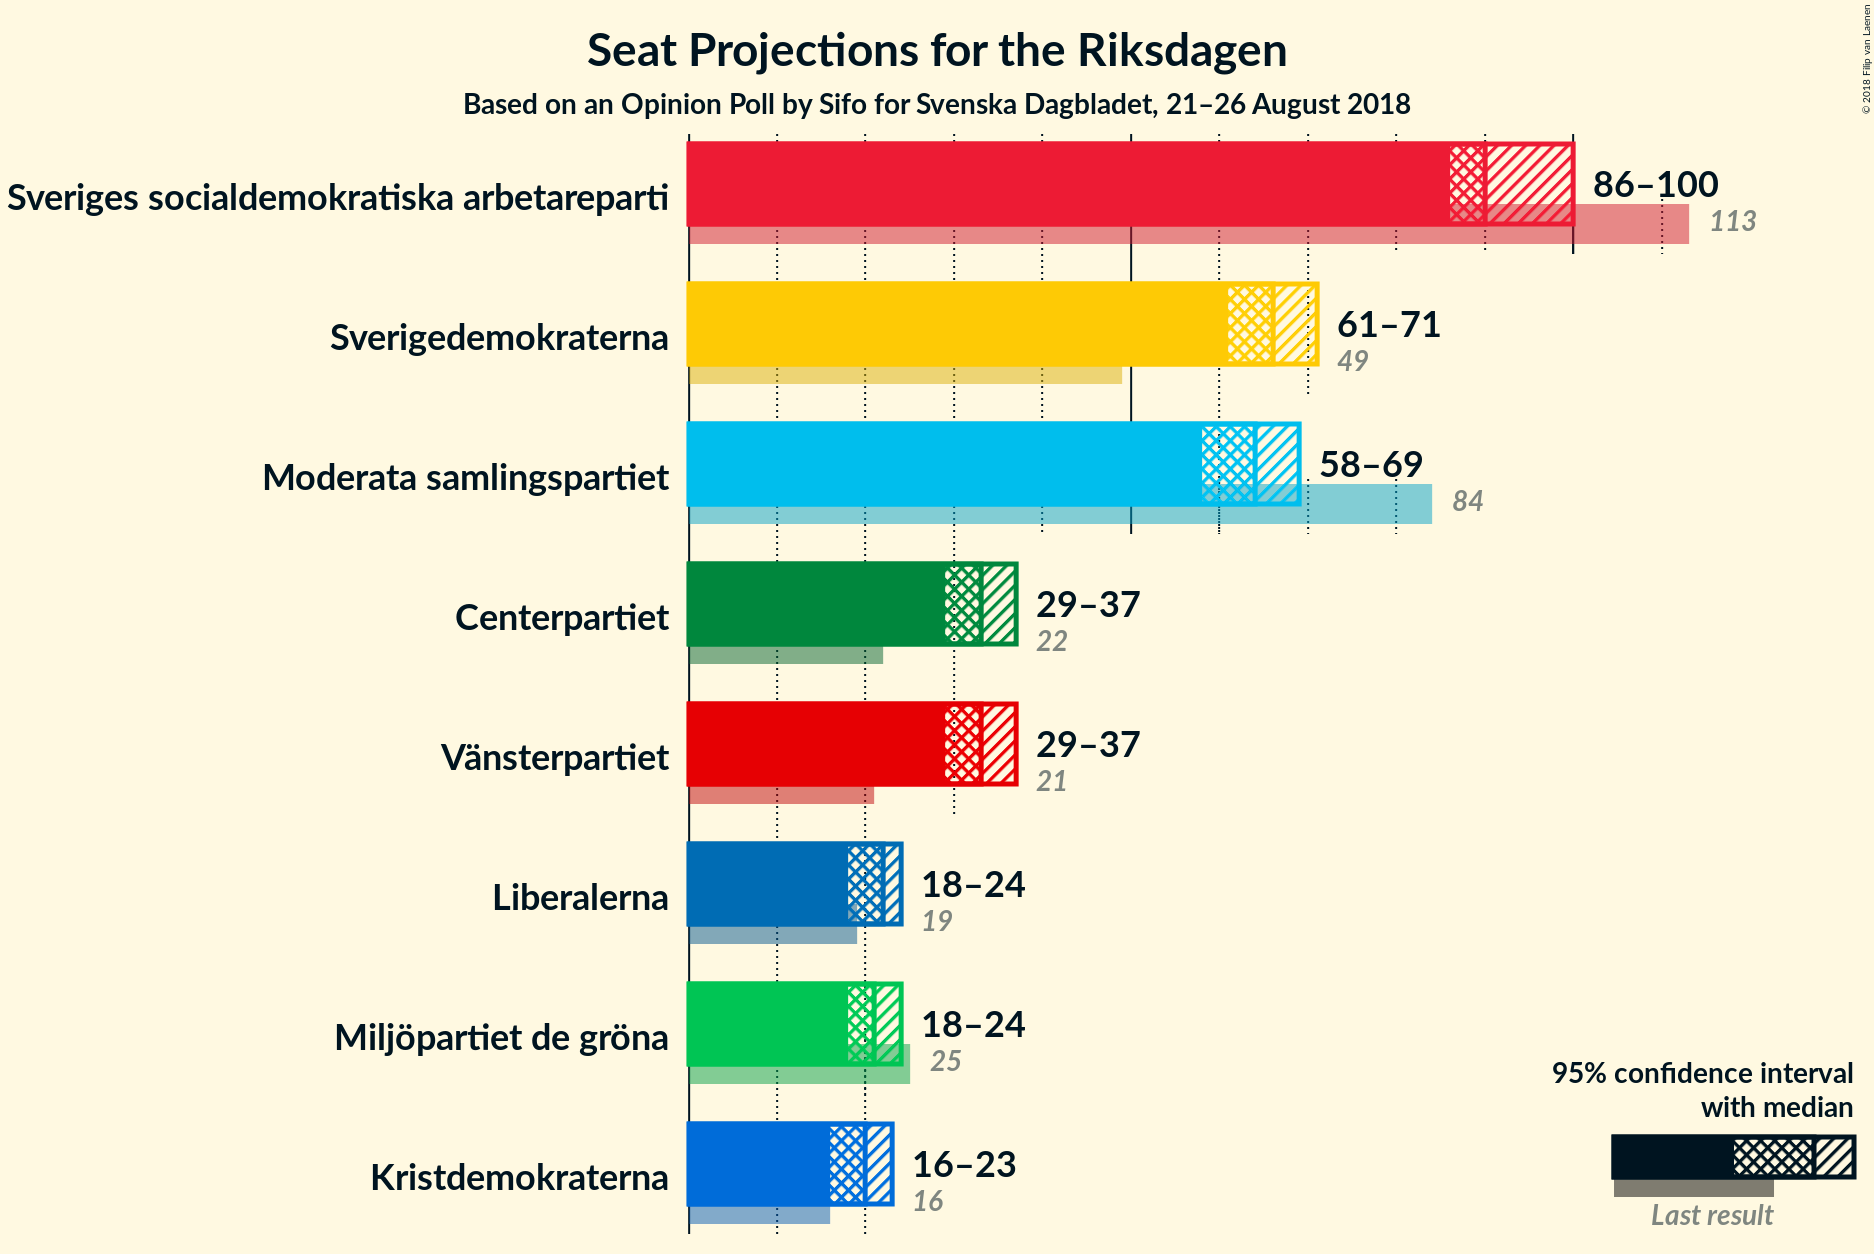 Seat Projections for the Riksdagen
Based on an Opinion Poll by Sifo for Svenska Dagbladet, 21–26 August 2018
© 2018 Filip van Laenen
Sveriges socialdemokratiska arbetareparti
86–100
113
Sverigedemokraterna
61–71
49
Moderata samlingspartiet
58–69
84
Centerpartiet
29–37
22
Vänsterpartiet
29–37
21
Liberalerna
18–24
19
Miljöpartiet de gröna
18–24
25
Kristdemokraterna
16–23
16
95% confidence interval
with median
Last result